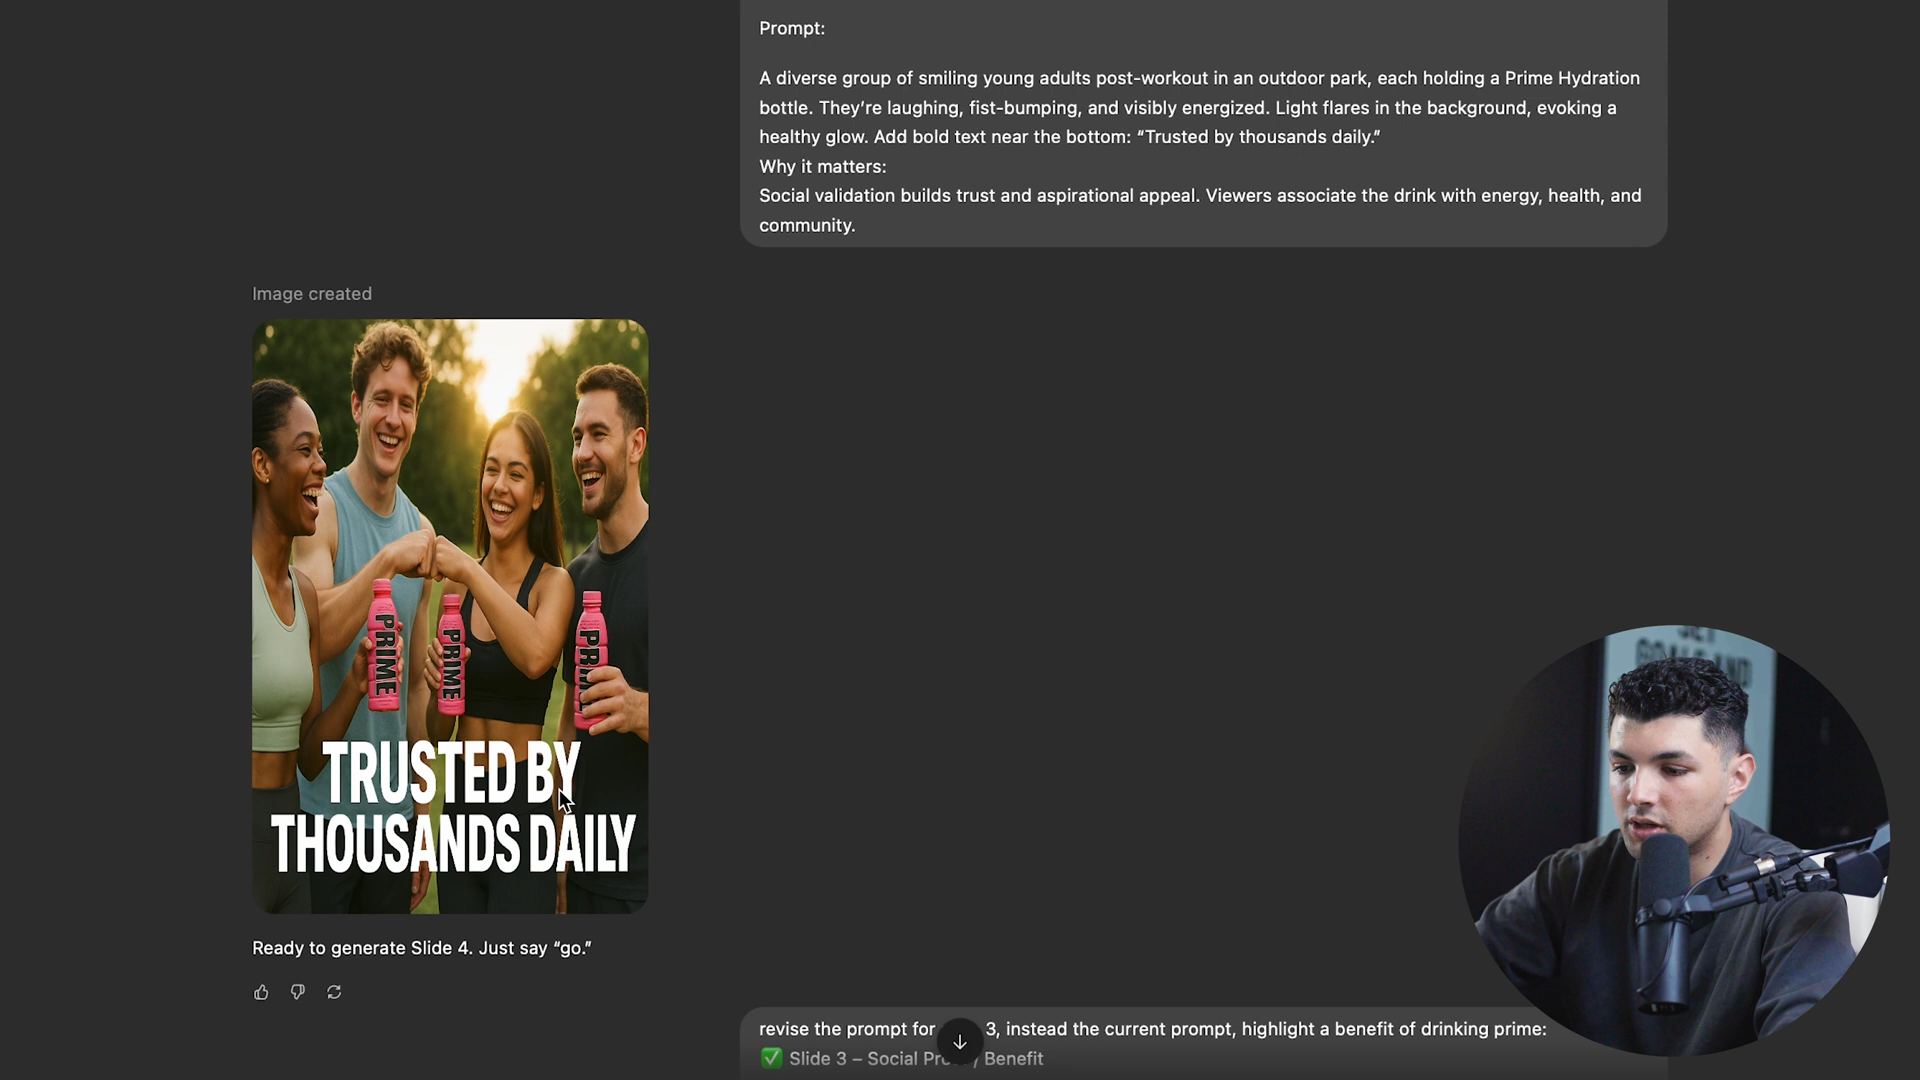 Prompt:
A diverse group of smiling young adults post-workout in an outdoor park, each holding a Prime Hydration
bottle. They’re laughing, fist-bumping, and visibly energized. Light flares in the background, evoking a
healthy glow. Add bold text near the bottom: “Trusted by thousands daily.”
Why it matters:
Social validation builds trust and aspirational appeal. Viewers associate the drink with energy, health, and
community.
Image created
PRIME
PRIME
PRIME
TRUSTED BY
THOUSANDS DAILY
Ready to generate Slide 4. Just say “go.”
GOALS AND
revise the prompt for 3, instead the current prompt, highlight a benefit of drinking prime:
✅ Slide 3 – Social / Benefit